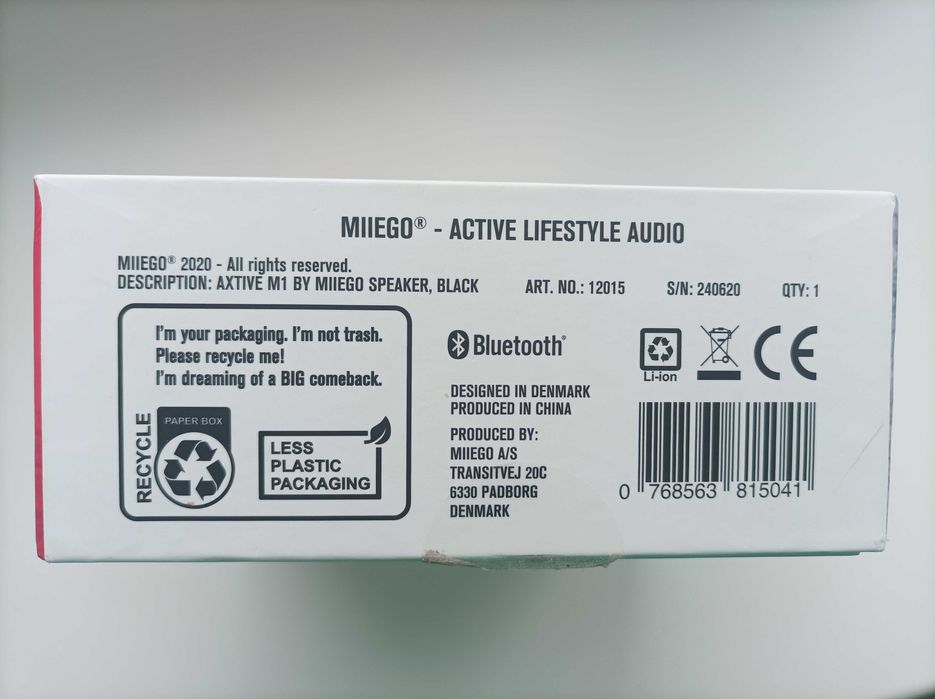 MIIEGO® - ACTIVE LIFESTYLE AUDIO
MIIEGO® 2020 - All rights reserved.
DESCRIPTION: AXTIVE M1 BY MIIEGO SPEAKER, BLACK ART. NO.: 12015 S/N: 240620 QTY: 1
I'm your packaging. I'm not trash.
Please recycle me!
I'm dreaming of a BIG comeback.
RECYCLE
PAPER BOX
LESS
PLASTIC
PACKAGING
Bluetooth®
DESIGNED IN DENMARK
PRODUCED IN CHINA
PRODUCED BY:
MIIEGO A/S
TRANSITVEJ 20C
6330 PADBORG
DENMARK
Li-ion
CE
0 768563 815041